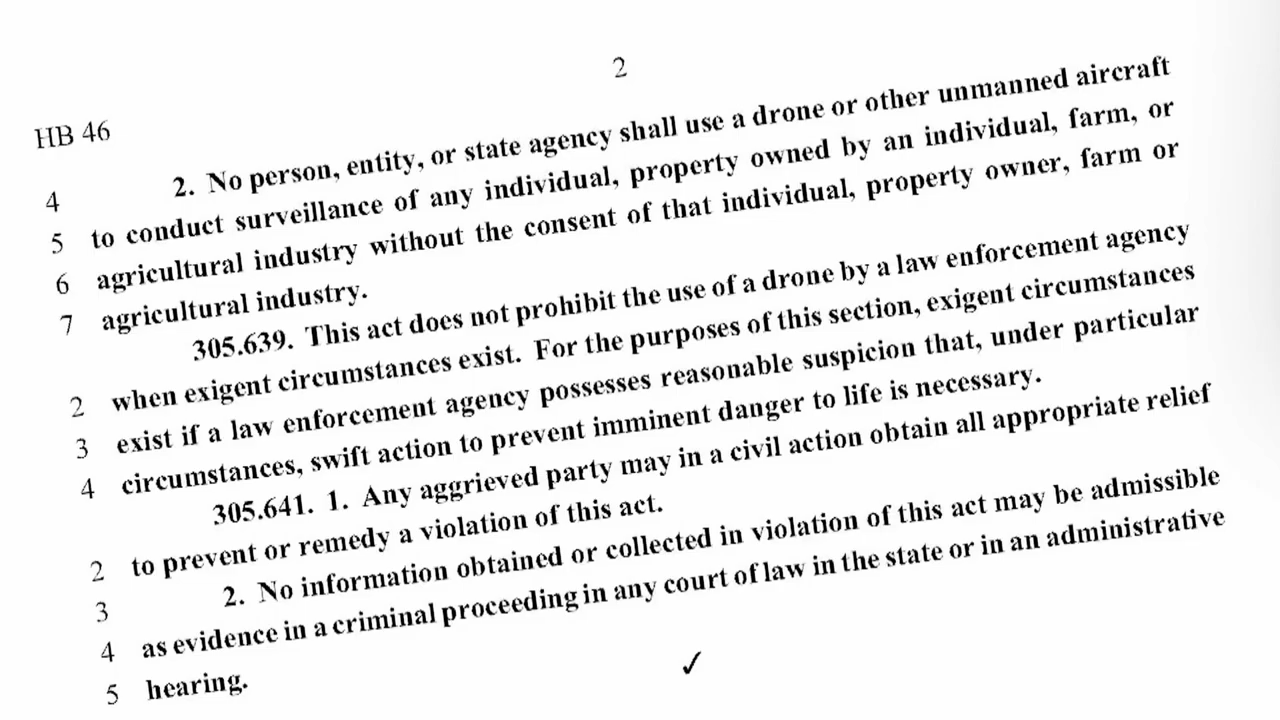 2
HB 46
4 2. No person, entity, or state agency shall use a drone or other unmanned aircraft
5 to conduct surveillance of any individual, property owned by an individual, farm, or
6 agricultural industry without the consent of that individual, property owner, farm or
7 agricultural industry.
305.639. This act does not prohibit the use of a drone by a law enforcement agency
2 when exigent circumstances exist. For the purposes of this section, exigent circumstances
3 exist if a law enforcement agency possesses reasonable suspicion that, under particular
4 circumstances, swift action to prevent imminent danger to life is necessary.
305.641. 1. Any aggrieved party may in a civil action obtain all appropriate relief
2 to prevent or remedy a violation of this act.
3 2. No information obtained or collected in violation of this act may be admissible
4 as evidence in a criminal proceeding in any court of law in the state or in an administrative
5 hearing.
✓